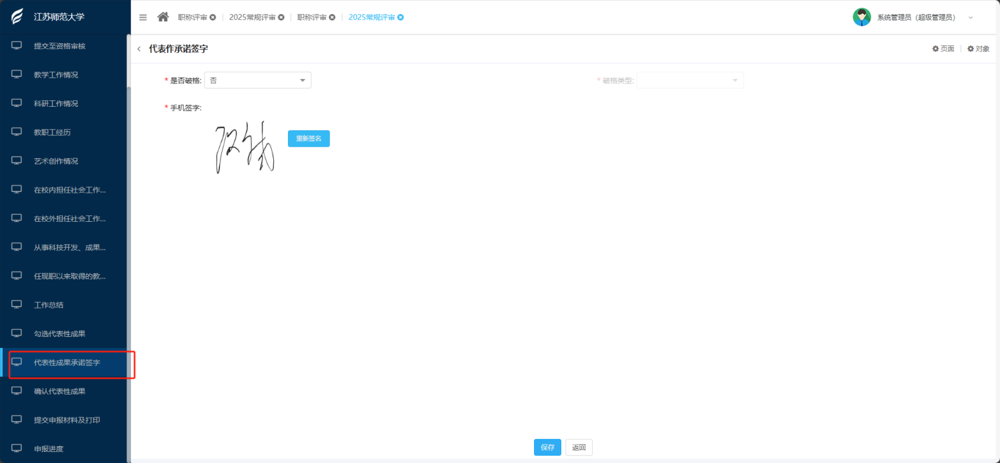 江苏师范大学
职称评审
2025常规评审
职称评审
2025常规评审
系统管理员（超级管理员）
提交至资格审核
教学工作情况
科研工作情况
教职工经历
艺术创作情况
在校内担任社会工作...
在校外担任社会工作...
从事科技开发、成果...
任现职以来取得的教...
工作总结
勾选代表性成果
代表性成果承诺签字
确认代表性成果
提交申报材料及打印
申报进度
代表作承诺签字
页面
对象
* 是否破格: 否
* 破格类型:
* 手机签字:
重新签名
保存
返回